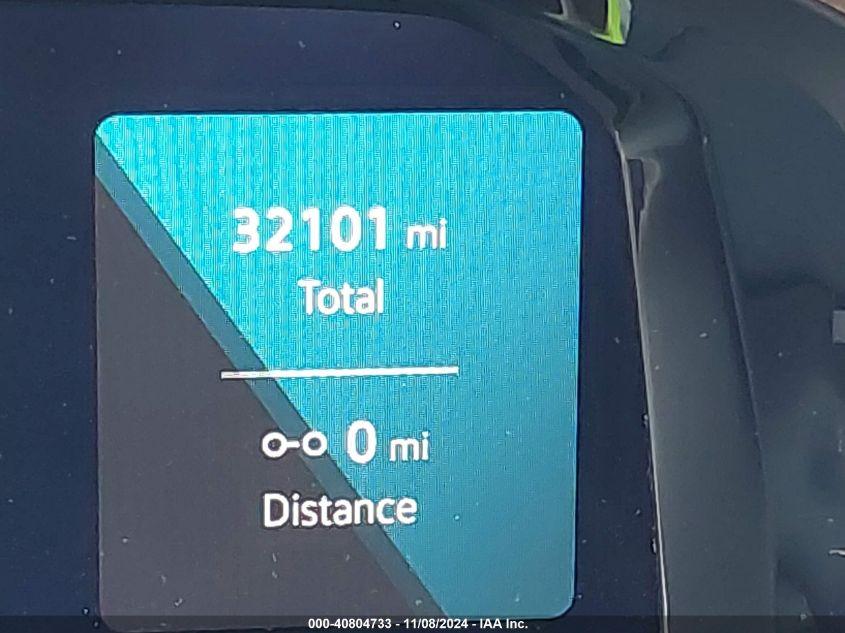 32101 mi
Total
0 mi
Distance
000-40804733 - 11/08/2024 - IAA Inc.